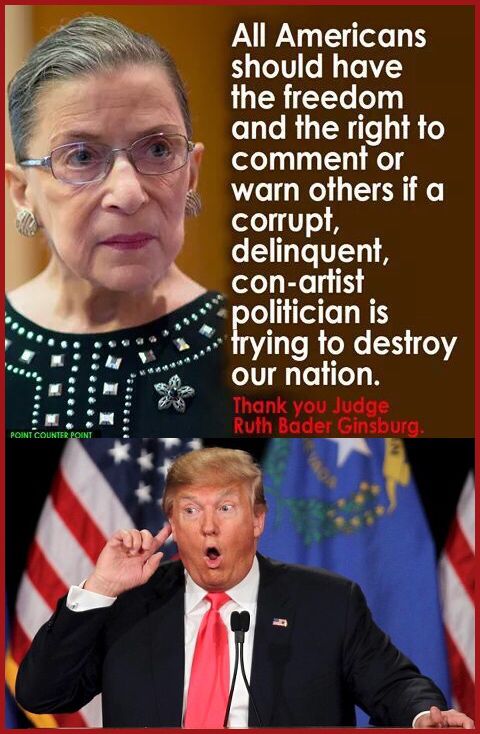 All Americans
should have
the freedom
and the right to
comment or
warn others if a
corrupt,
delinquent,
con-artist
politician is
trying to destroy
our nation.
Thank you Judge
Ruth Bader Ginsburg.
POINT COUNTER POINT